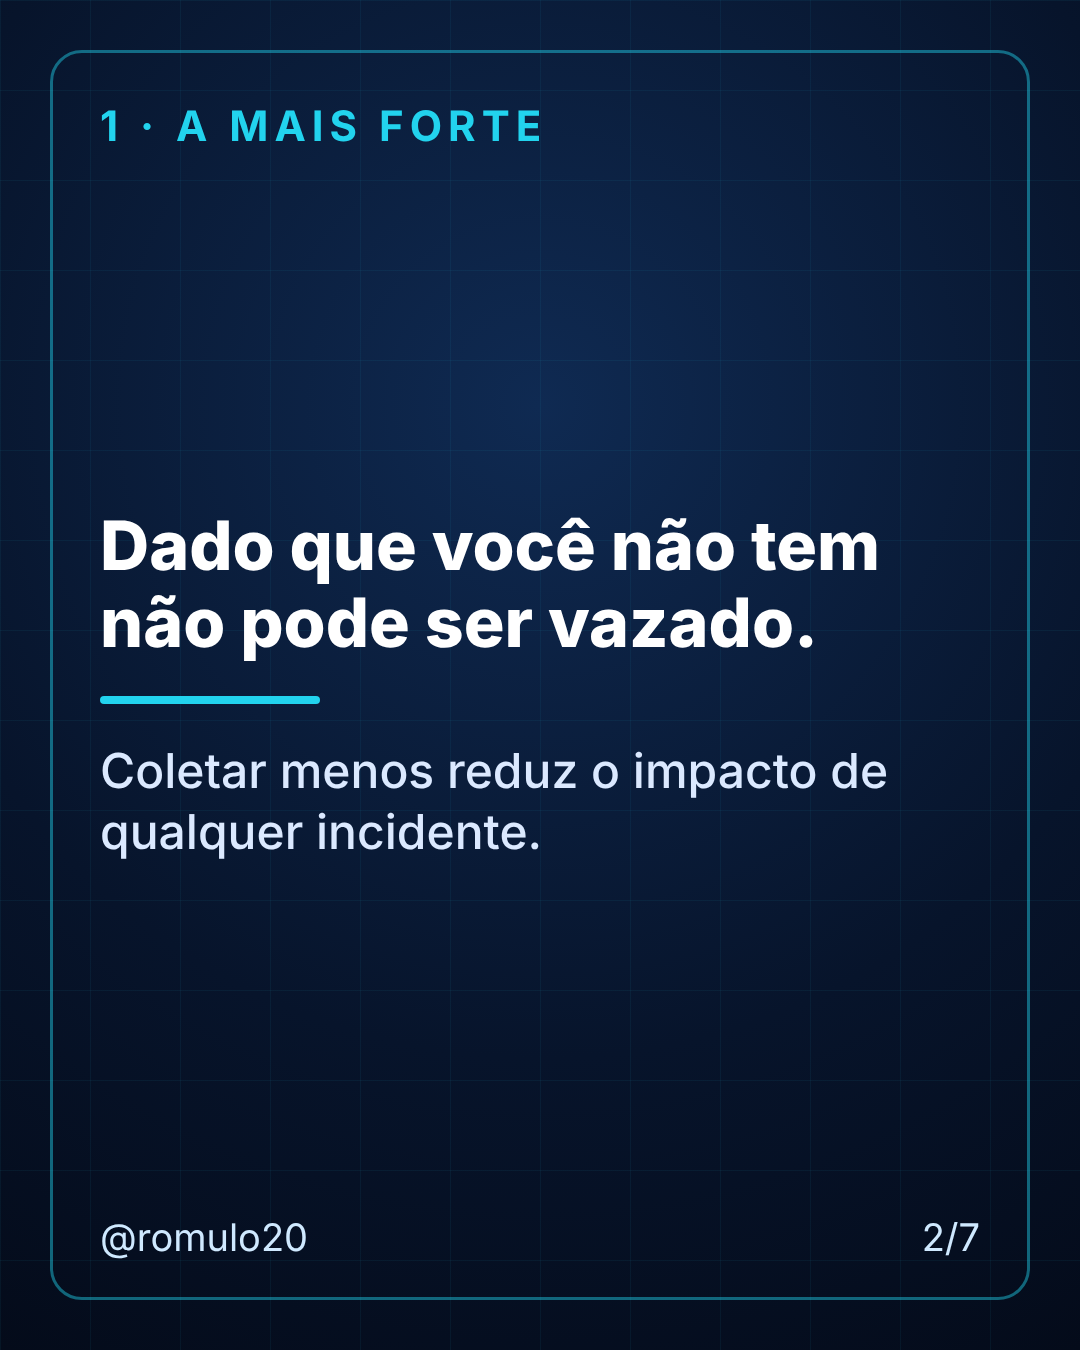 1 · A MAIS FORTE
Dado que você não tem
não pode ser vazado.
Coletar menos reduz o impacto de
qualquer incidente.
@romulo20
2/7